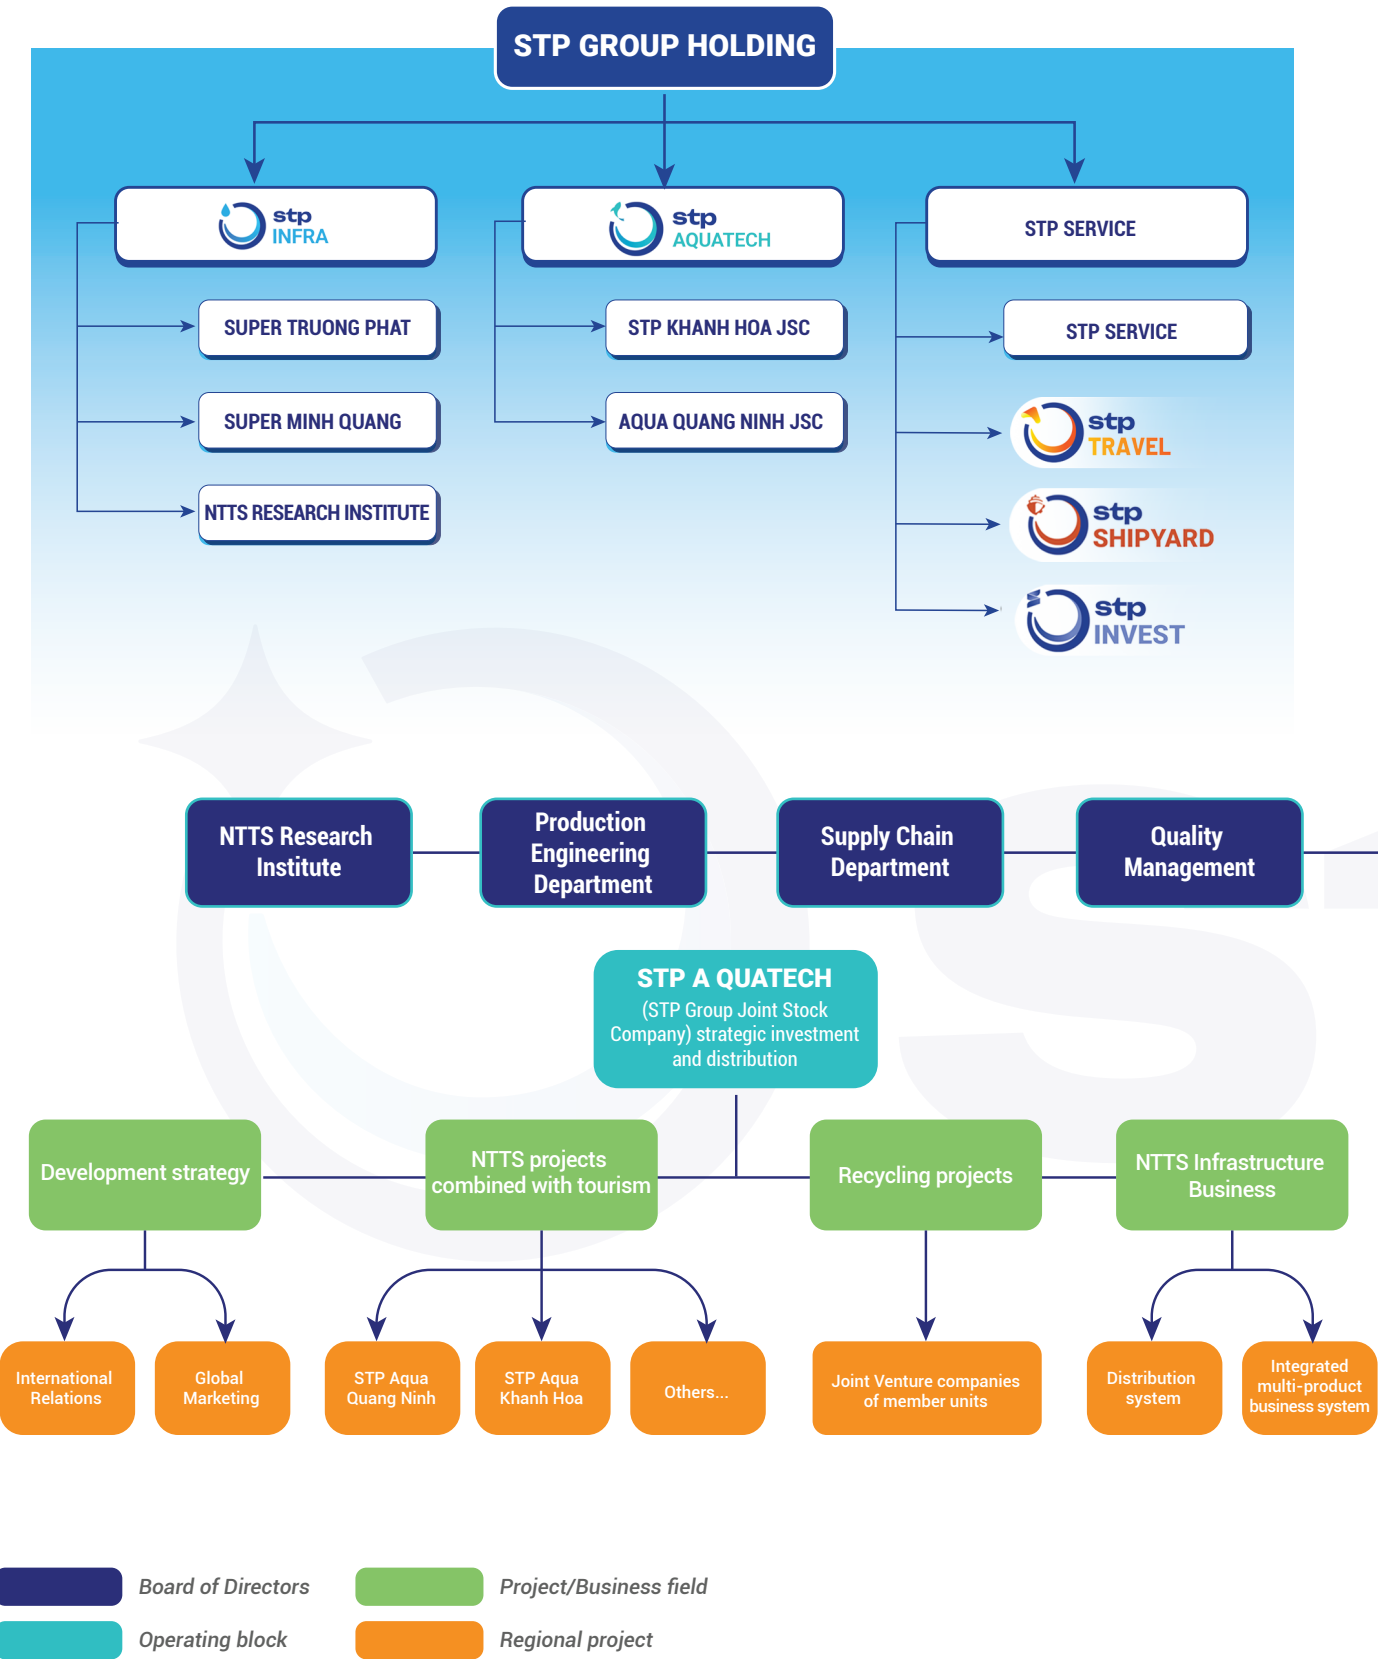 STP GROUP HOLDING
stp
INFRA
stp
AQUATECH
STP SERVICE
SUPER TRUONG PHAT
STP KHANH HOA JSC
STP SERVICE
SUPER MINH QUANG
AQUA QUANG NINH JSC
stp
TRAVEL
NTTS RESEARCH INSTITUTE
stp
SHIPYARD
stp
INVEST
NTTS Research
Institute
Production
Engineering
Department
Supply Chain
Department
Quality
Management
STP A QUATECH
(STP Group Joint Stock
Company) strategic investment
and distribution
Development strategy
NTTS projects
combined with tourism
Recycling projects
NTTS Infrastructure
Business
International
Relations
Global
Marketing
STP Aqua
Quang Ninh
STP Aqua
Khanh Hoa
Others...
Joint Venture companies
of member units
Distribution
system
Integrated
multi-product
business system
Board of Directors
Project/Business field
Operating block
Regional project